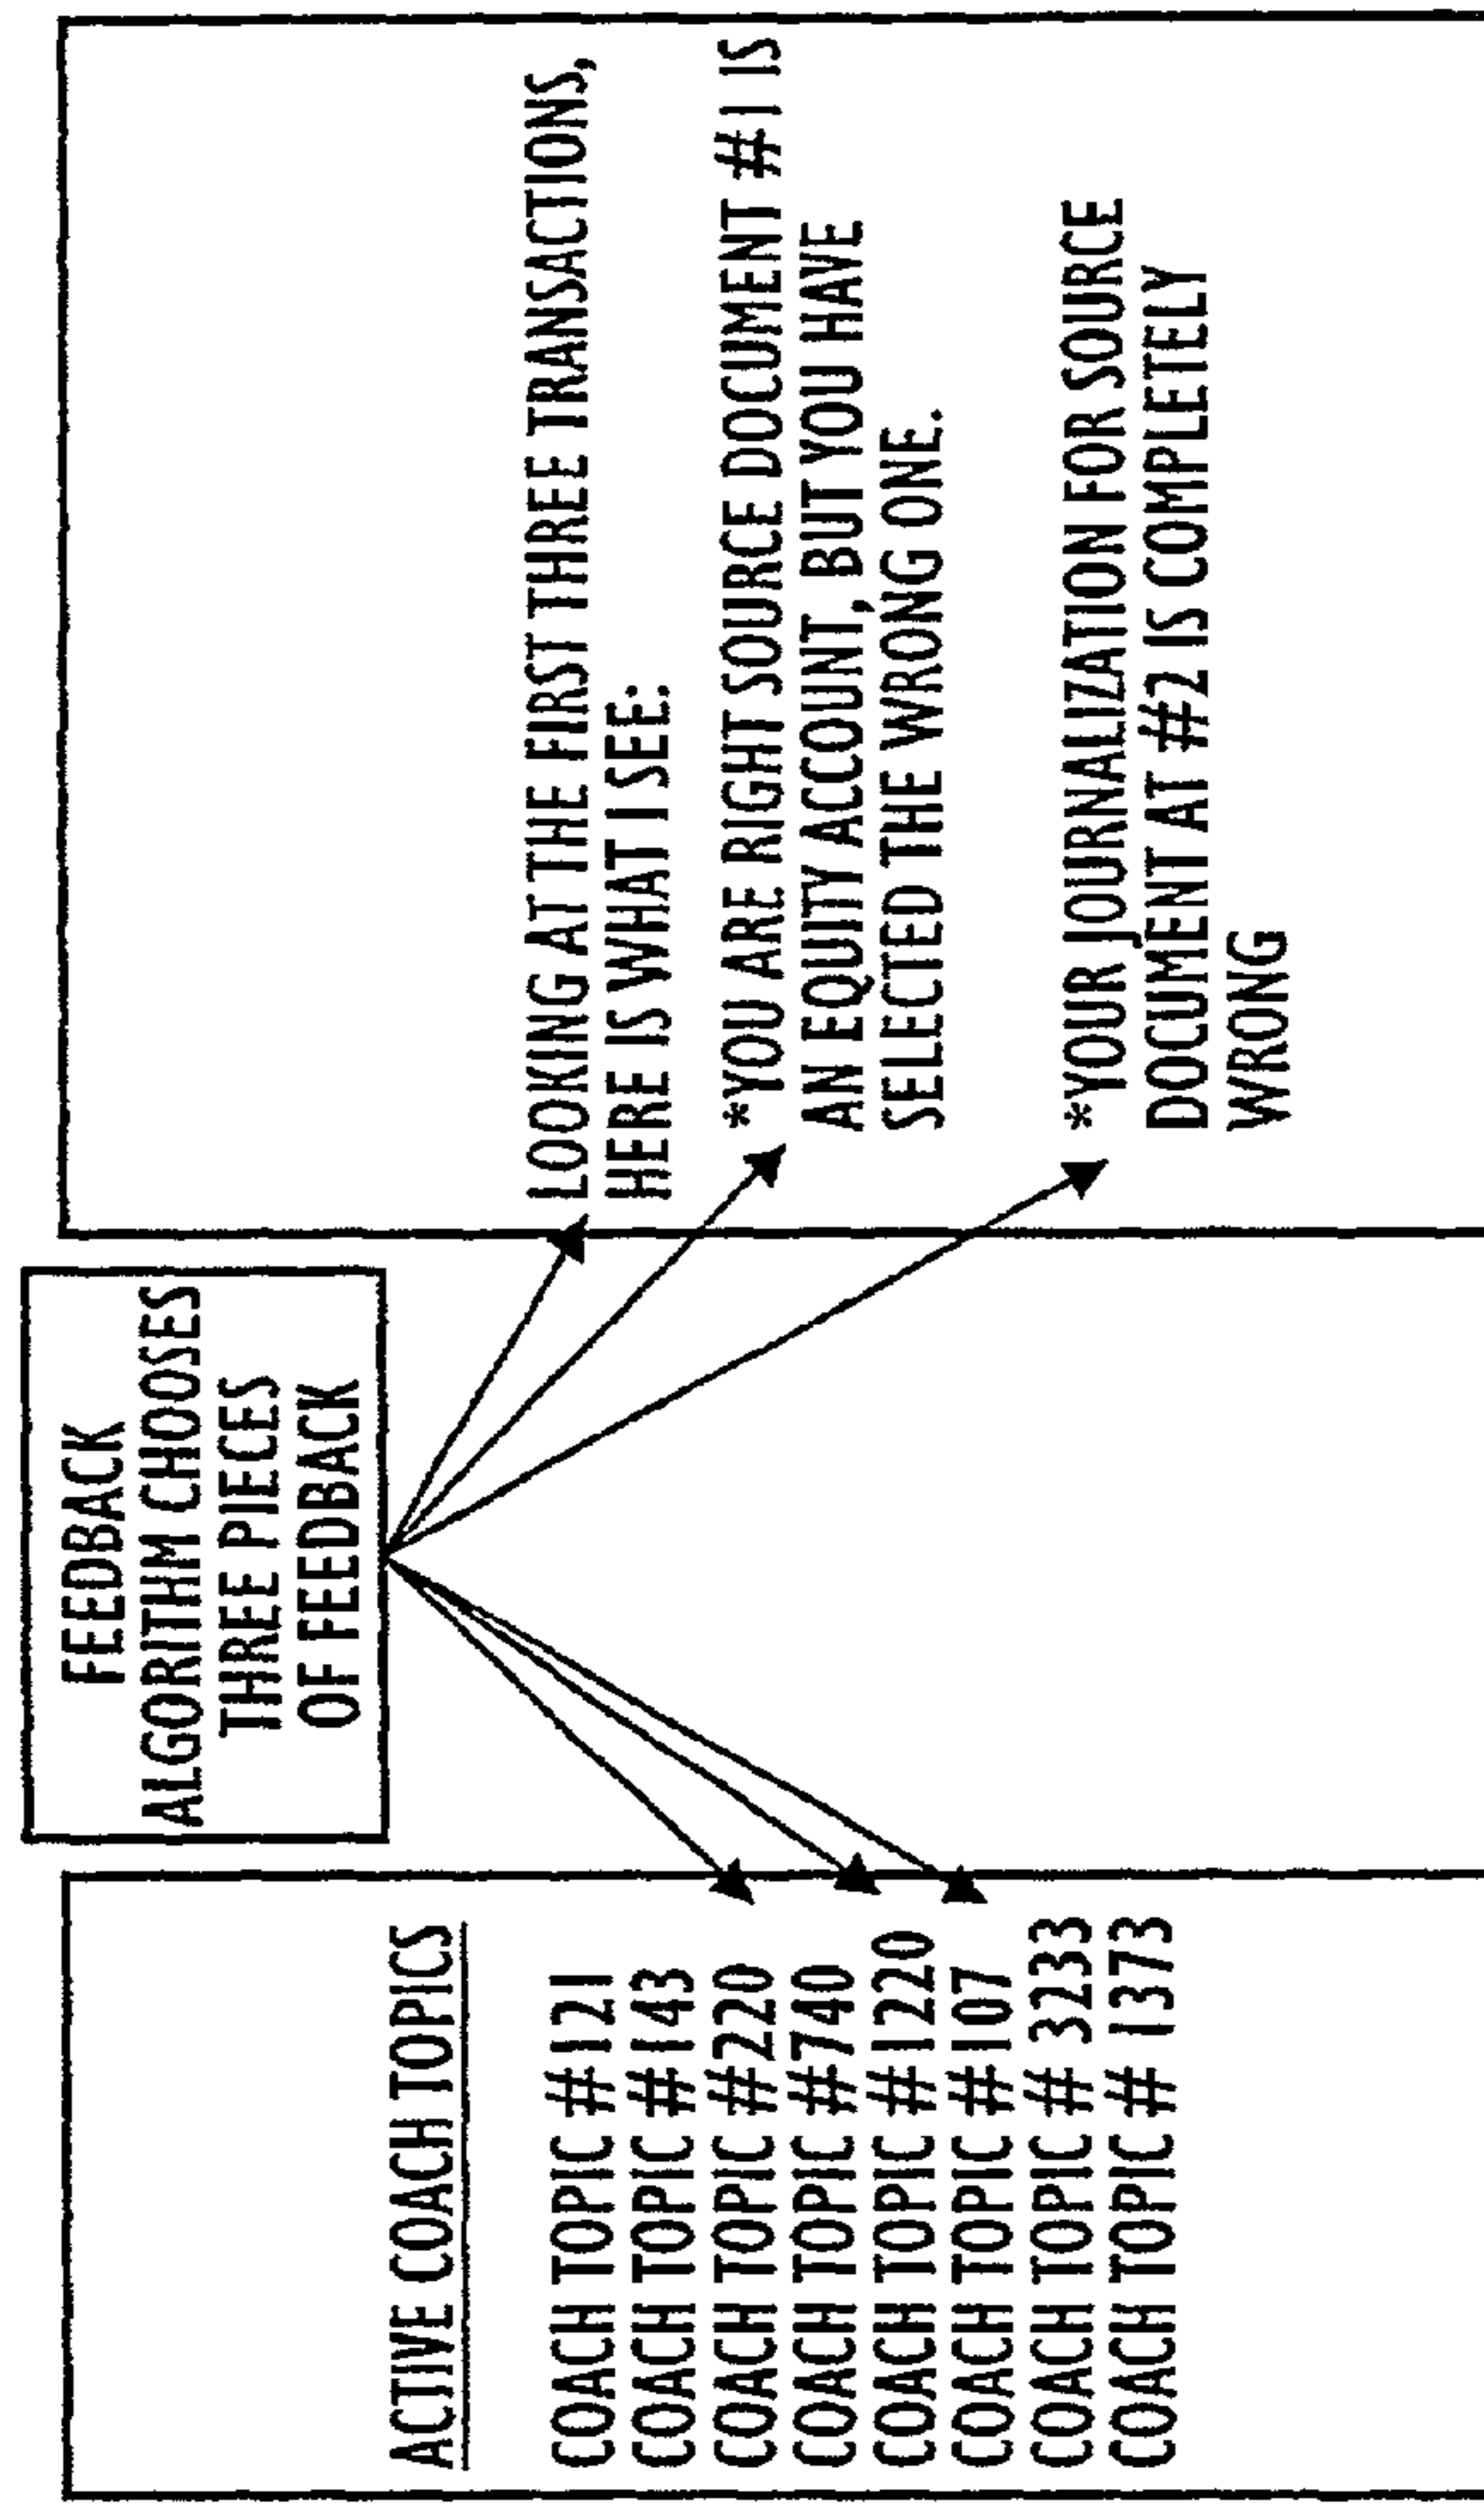 FEEDBACK
ALGORITHM CHOOSES
THREE PIECES
OF FEEDBACK
ACTIVE COACH TOPICS
COACH TOPIC #121
COACH TOPIC #143
COACH TOPIC #220
COACH TOPIC #740
COACH TOPIC #1220
COACH TOPIC #107
COACH TOPIC # 3233
COACH TOPIC # 1373
LOOKING AT THE FIRST THREE TRANSACTIONS,
HERE IS WHAT I SEE:
*YOU ARE RIGHT SOURCE DOCUMENT #1 IS
AN EQUITY ACCOUNT, BUT YOU HAVE
SELECTED THE WRONG ONE.
*YOUR JOURNALIZATION FOR SOURCE
DOCUMENT AT #2 IS COMPLETELY
WRONG